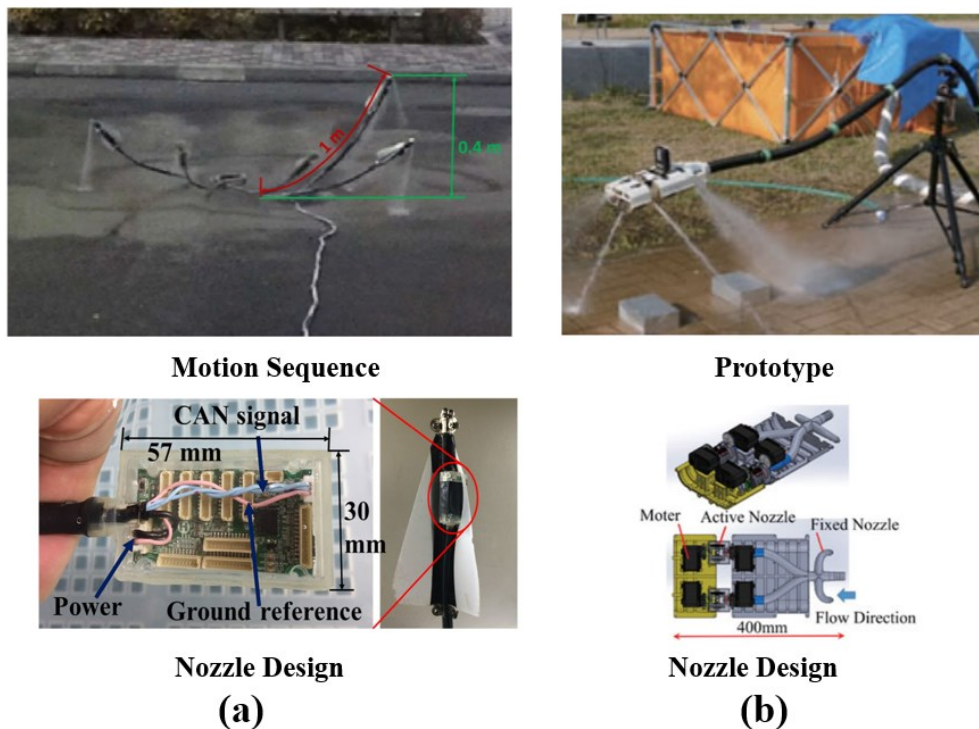 1 m
0.4 m
Motion Sequence
Prototype
CAN signal
57 mm
30
mm
Power
Ground reference
Nozzle Design
(a)
Moter
Active Nozzle
Fixed Nozzle
Flow Direction
400mm
Nozzle Design
(b)